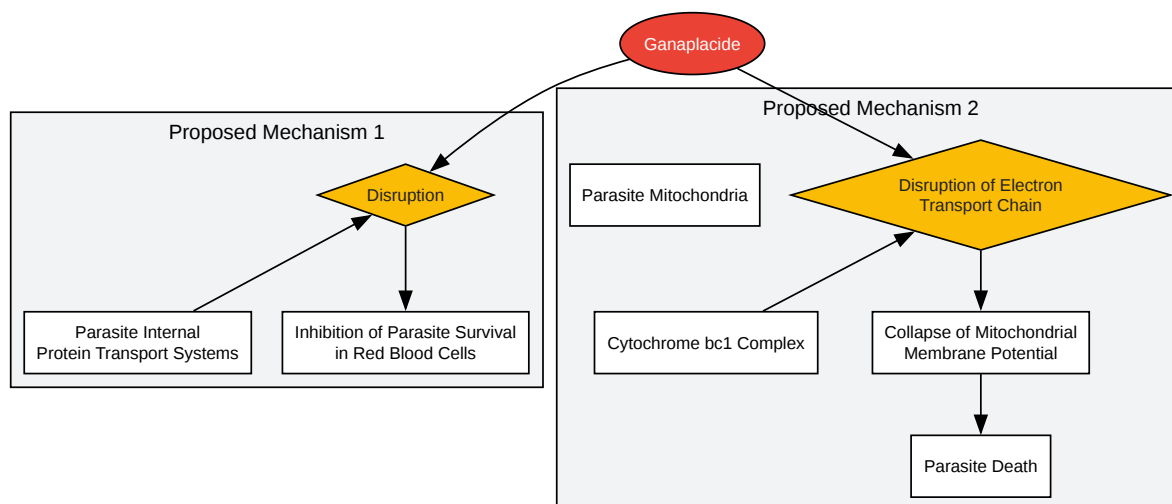 Ganaplacide
Proposed Mechanism 1
Disruption
Parasite Internal
Protein Transport Systems
Inhibition of Parasite Survival
in Red Blood Cells
Proposed Mechanism 2
Parasite Mitochondria
Disruption of Electron
Transport Chain
Cytochrome bc1 Complex
Collapse of Mitochondrial
Membrane Potential
Parasite Death